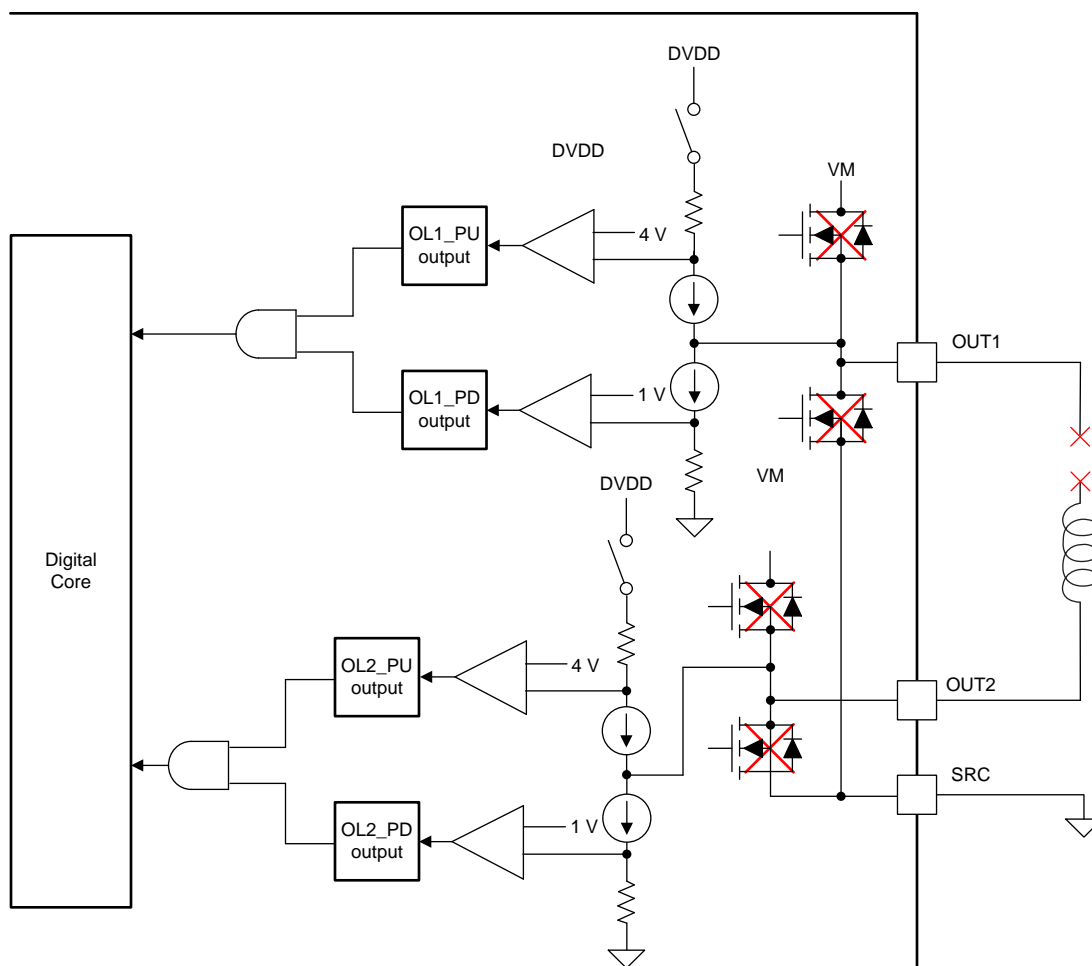 DVDD
DVDD
VM
OL1_PU
output
4 V
OUT1
OL1_PD
output
1 V
VM
DVDD
Digital
Core
OL2_PU
output
4 V
OUT2
SRC
OL2_PD
output
1 V